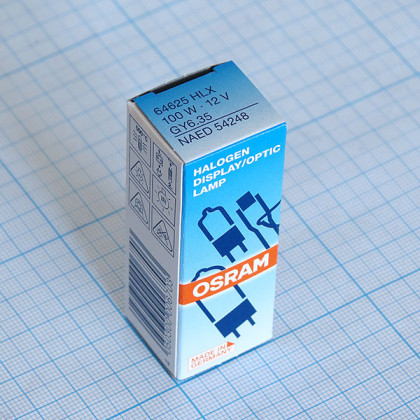 64625 HLX
100 W - 12 V
GY6.35
NAED 54248
HALOGEN
DISPLAY/OPTIC
LAMP
OSRAM
MADE IN
GERMANY